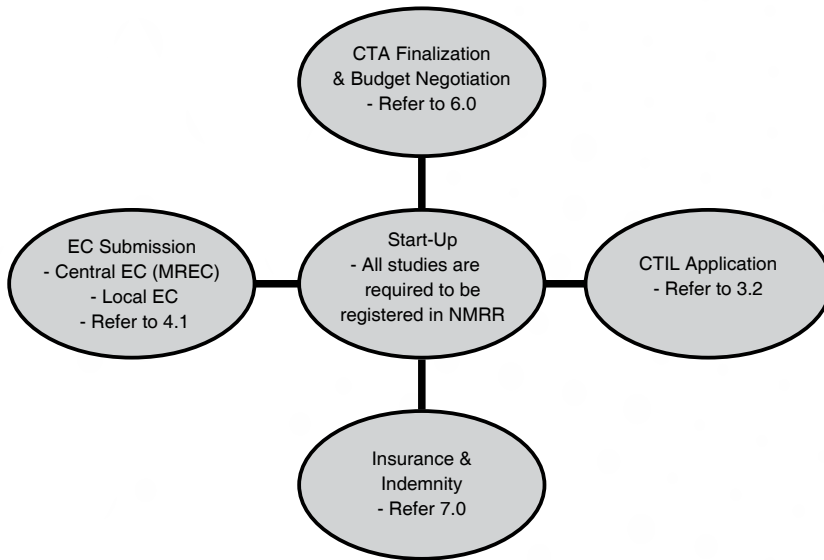 CTA Finalization
& Budget Negotiation
- Refer to 6.0
EC Submission
- Central EC (MREC)
- Local EC
- Refer to 4.1
Start-Up
- All studies are
required to be
registered in NMRR
CTIL Application
- Refer to 3.2
Insurance &
Indemnity
- Refer 7.0